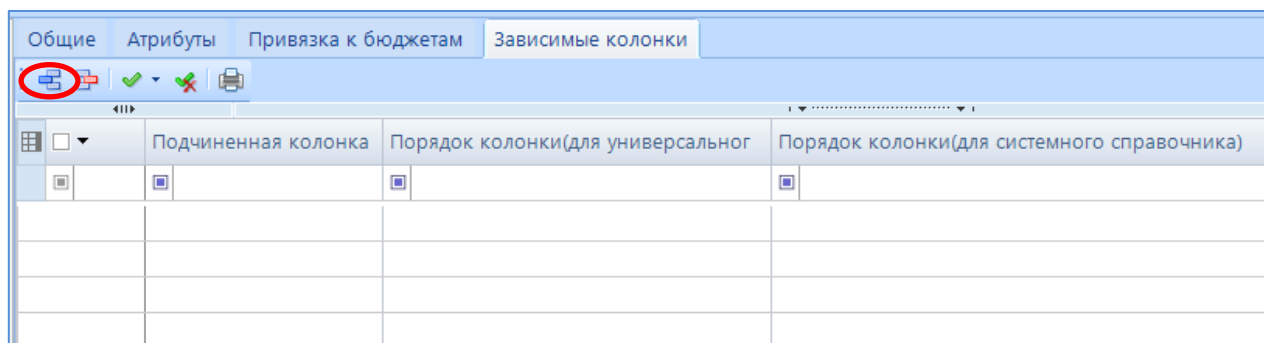 Общие Атрибуты Привязка к бюджетам Зависимые колонки
Подчиненная колонка Порядок колонки(для универсальног Порядок колонки(для системного справочника)